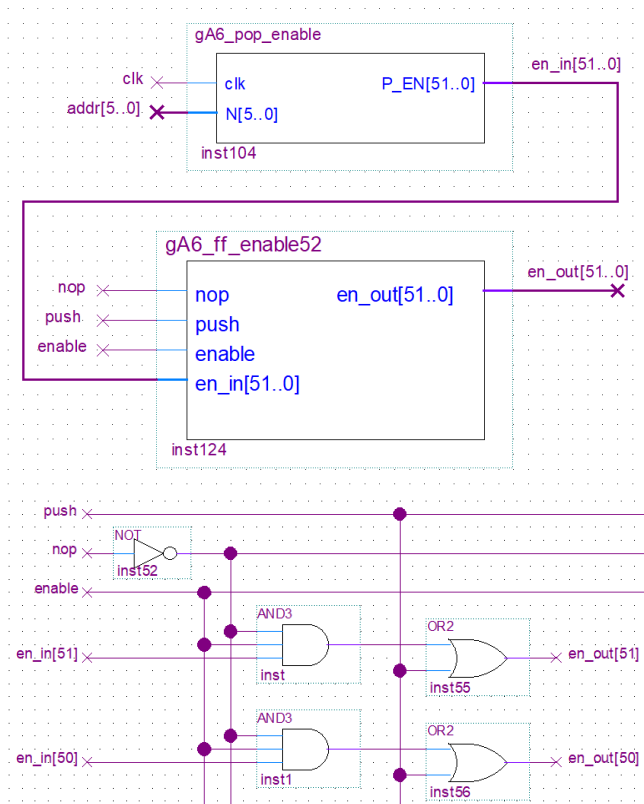 gA6_pop_enable
en_in[51..0]
clk
clk
P_EN[51..0]
addr[5..0]
N[5..0]
inst104
gA6_ff_enable52
en_out[51..0]
nop
nop
en_out[51..0]
push
push
enable
enable
en_in[51..0]
inst124
push
NOT
nop
inst52
enable
AND3
OR2
en_in[51]
en_out[51]
inst
inst55
AND3
OR2
en_in[50]
en_out[50]
inst1
inst56